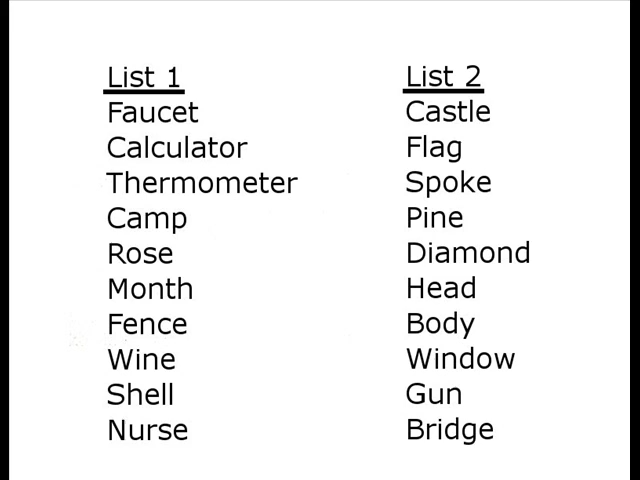 List 1
Faucet
Calculator
Thermometer
Camp
Rose
Month
Fence
Wine
Shell
Nurse
List 2
Castle
Flag
Spoke
Pine
Diamond
Head
Body
Window
Gun
Bridge